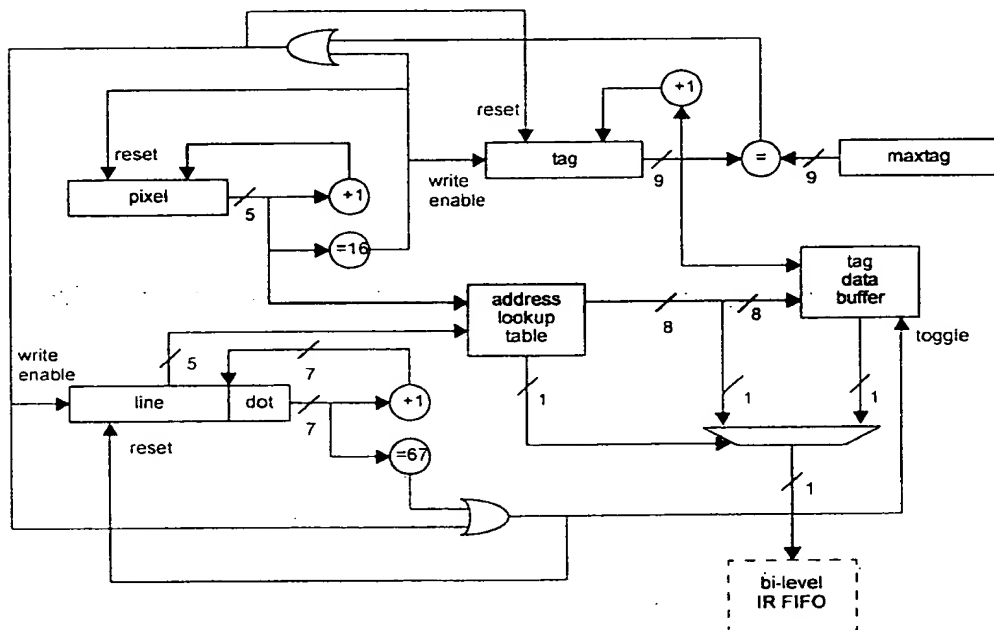 +1
reset
tag
=
maxtag
9
9
write
enable
reset
+1
pixel
5
=16
address
lookup
table
tag
data
buffer
8
8
toggle
write
enable
5
7
line
dot
+1
7
1
1
1
reset
=67
1
bi-level
IR FIFO